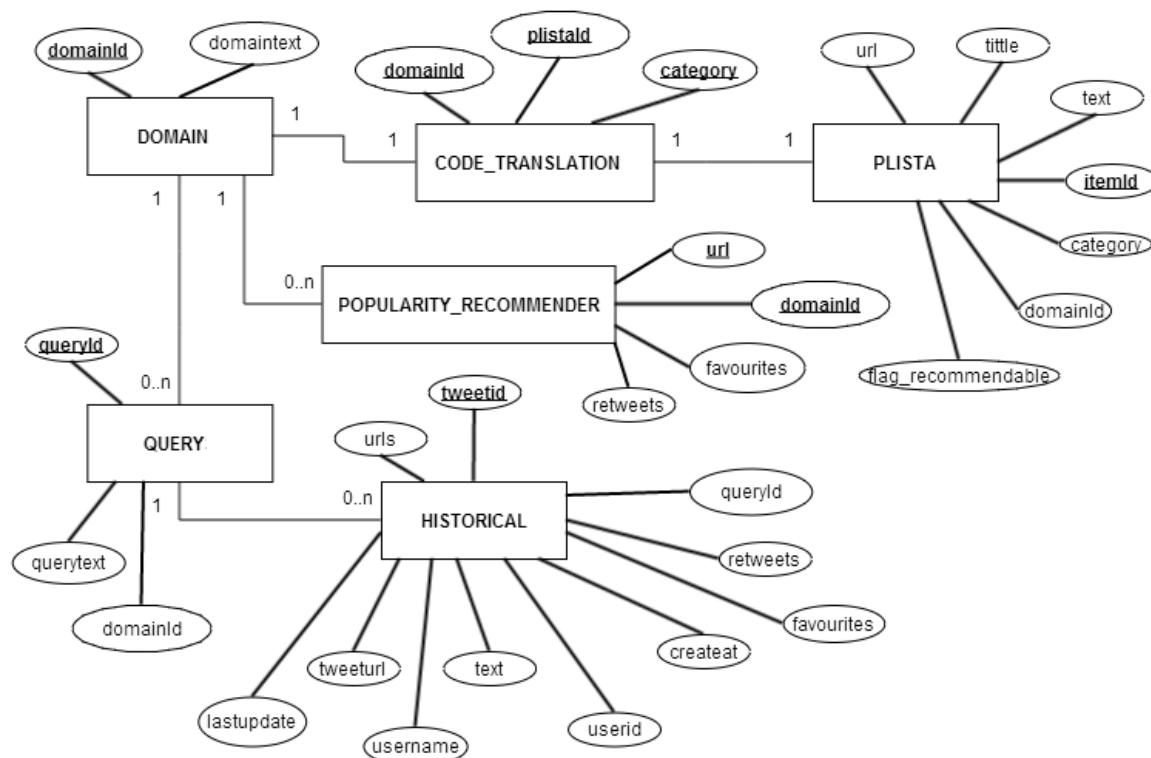 domainId
domaintext
plistaId
domainId
category
url
tittle
text
itemId
category
domainId
flag_recommendable
DOMAIN
1
1
CODE_TRANSLATION
1
1
PLISTA
1
1
0..n
POPULARITY_RECOMMENDER
url
domainId
favourites
retweets
queryId
0..n
QUERY
1
querytext
domainId
tweetid
urls
0..n
HISTORICAL
queryId
retweets
favourites
createat
userid
text
username
tweeturl
lastupdate